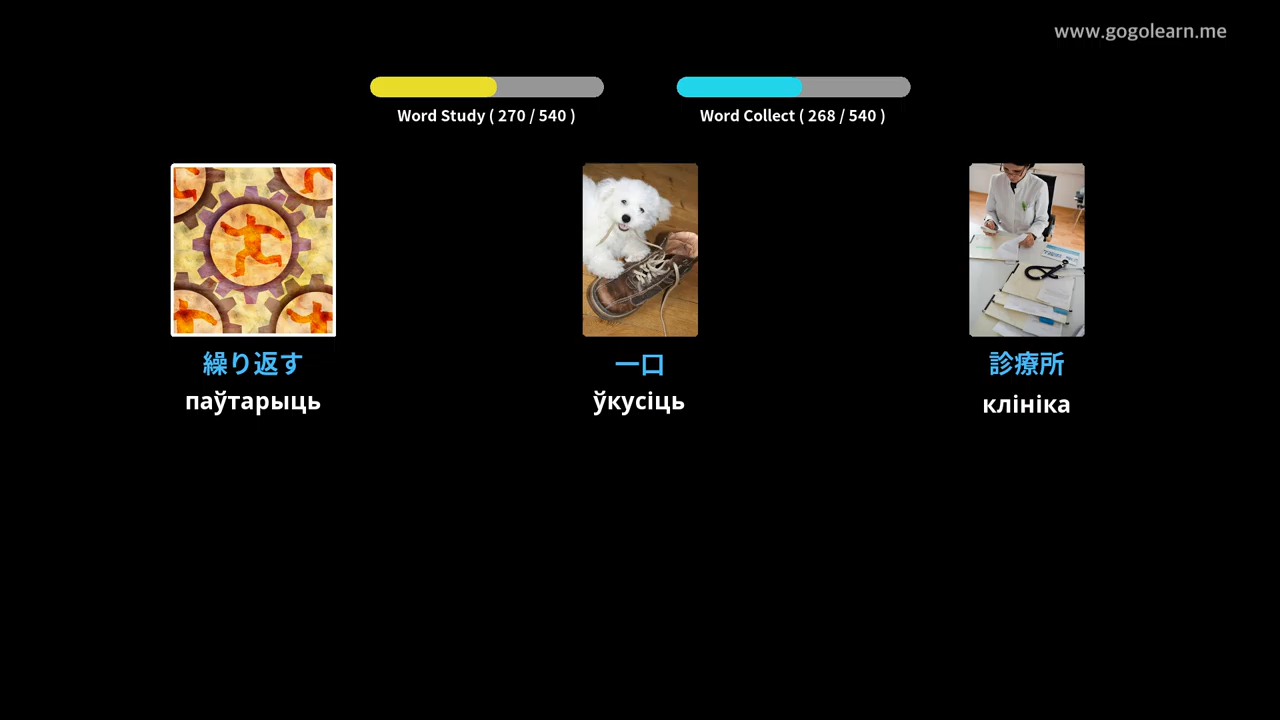 www.gogolearn.me
Word Study ( 270 / 540 )
Word Collect ( 268 / 540 )
繰り返す
паўтарыць
一口
ўкусіць
診療所
клініка